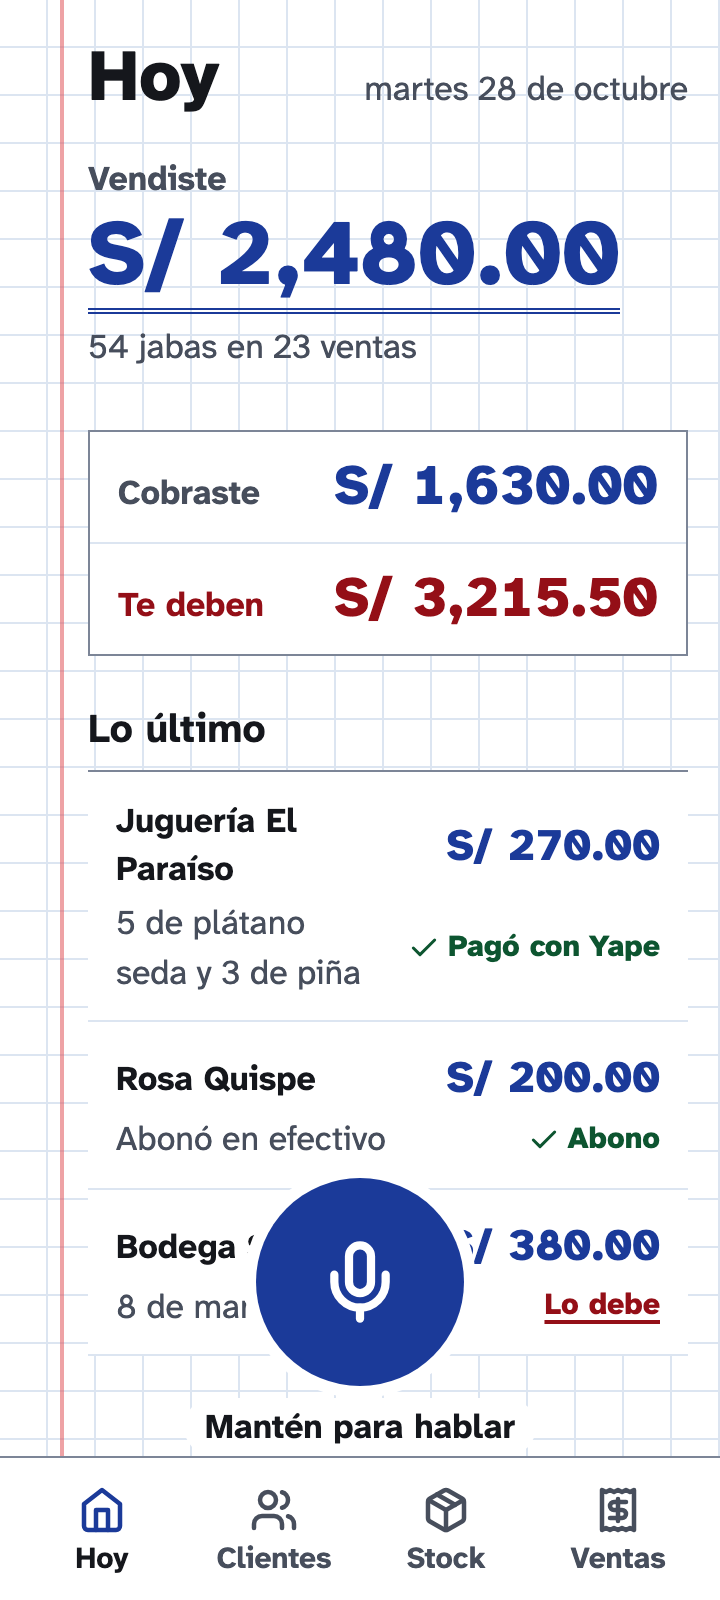 Hoy
martes 28 de octubre
Vendiste
S/ 2,480.00
54 jabas en 23 ventas
Cobraste S/ 1,630.00
Te deben S/ 3,215.50
Lo último
Juguería El
Paraíso
S/ 270.00
5 de plátano
seda y 3 de piña
Pagó con Yape
Rosa Quispe S/ 200.00
Abonó en efectivo Abono
Bodega S/ 380.00
8 de Lo debe
Mantén para hablar
Hoy Clientes Stock Ventas